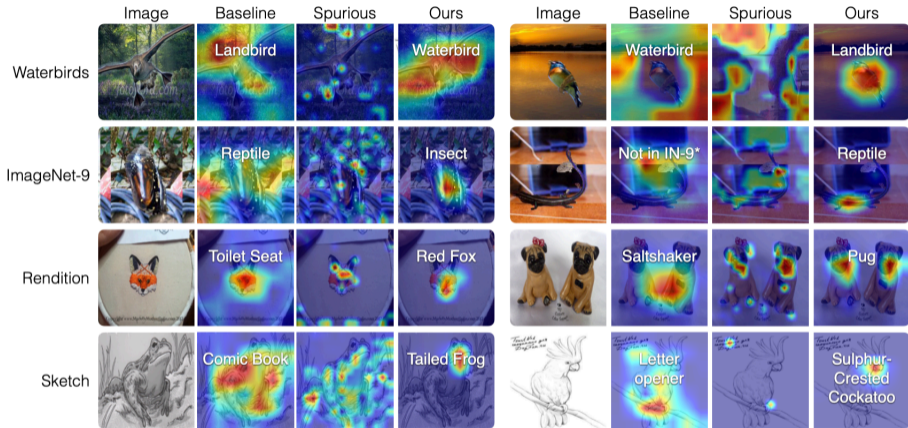 Image Baseline Spurious Ours Image Baseline Spurious Ours
Waterbirds
Landbird
Waterbird
Waterbird
Landbird
ImageNet-9
Reptile
Insect
Not in IN-9*
Reptile
Rendition
Toilet Seat
Red Fox
Saltshaker
Pug
Sketch
Comic Book
Tailed Frog
Letter
opener
Sulphur-
Crested
Cockatoo